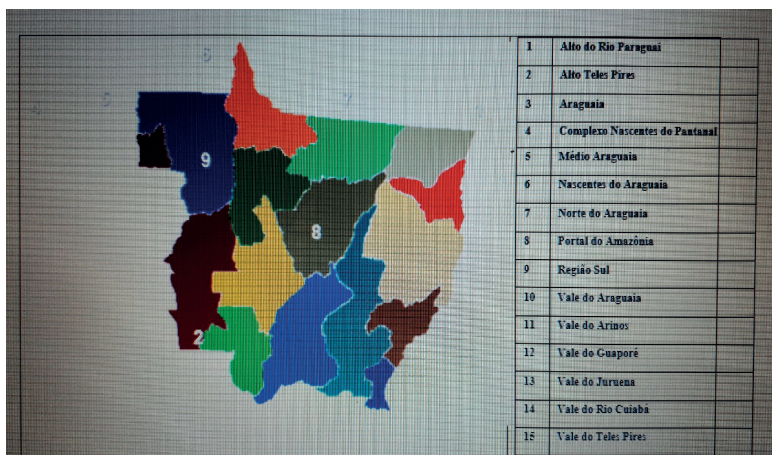 9
8
2
1 Alto do Rio Paraguai
2 Alto Teles Pires
3 Araguaia
4 Complexo Nascentes do Pantanal
5 Médio Araguaia
6 Nascentes do Araguaia
7 Norte do Araguaia
8 Portal do Amazônia
9 Região Sul
10 Vale do Araguaia
11 Vale do Arinos
12 Vale do Guaporé
13 Vale do Juruena
14 Vale do Rio Cuiabá
15 Vale do Teles Pires